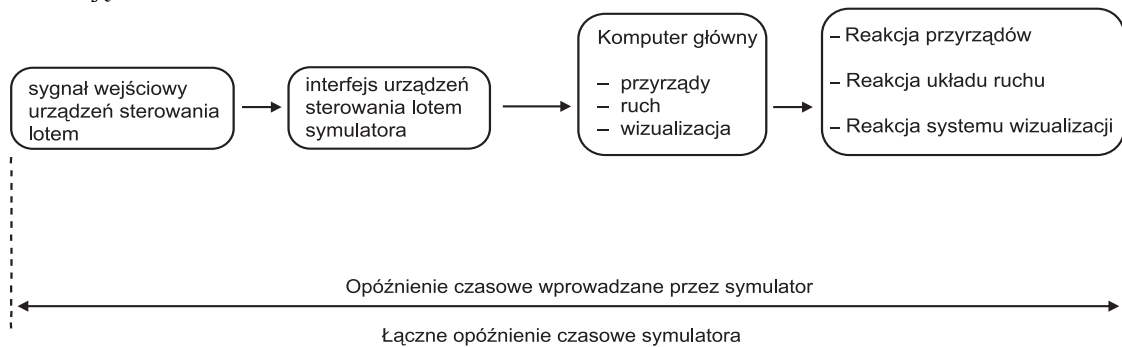 sygnał wejściowy
urządzeń sterowania
lotem
interfejs urządzeń
sterowania lotem
symulatora
Komputer główny
– przyrządy
– ruch
– wizualizacja
– Reakcja przyrządów
– Reakcja układu ruchu
– Reakcja systemu wizualizacji
Opóźnienie czasowe wprowadzane przez symulator
Łączne opóźnienie czasowe symulatora